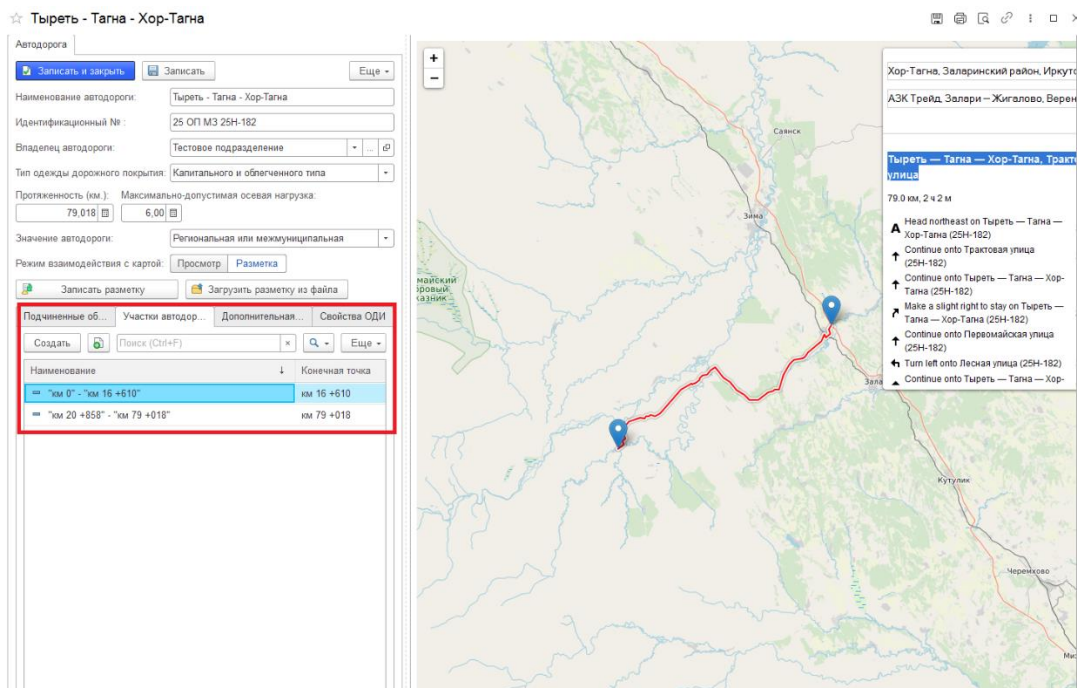 Тыреть - Тагна - Хор-Тагна
Автодорога
Записать и закрыть Записать Еще
Наименование автодороги: Тыреть - Тагна - Хор-Тагна
Идентификационный № : 25 ОП МЗ 25Н-182
Владелец автодороги: Тестовое подразделение ...
Тип одежды дорожного покрытия: Капитального и облегченного типа
Протяженность (км.): Максимально-допустимая осевая нагрузка:
79,018 6,00
Значение автодороги: Региональная или межмуниципальная
Режим взаимодействия с картой: Просмотр Разметка
Записать разметку Загрузить разметку из файла
Подчиненные об... Участки автодор... Дополнительная... Свойства ОДИ
Создать Поиск (Ctrl+F) × Еще
Наименование ↓ Конечная точка
"км 0" - "км 16 +610" км 16 +610
"км 20 +858" - "км 79 +018" км 79 +018
+
−
Саянск
Зима
Зала
Кутулик
Черемхово
Хор-Тагна, Заларинский район, Иркутс
АЗК Трейд, Залари – Жигалово, Верен
Тыреть — Тагна — Хор-Тагна, Тракто
улица
79.0 км, 2 ч 2 м
A Head northeast on Тыреть — Тагна —
Хор-Тагна (25Н-182)
Continue onto Трактовая улица
(25Н-182)
Continue onto Тыреть — Тагна — Хор-
Тагна (25Н-182)
Make a slight right to stay on Тыреть —
Тагна — Хор-Тагна (25Н-182)
Continue onto Первомайская улица
(25Н-182)
Turn left onto Лесная улица (25Н-182)
Continue onto Тыреть — Тагна — Хор-